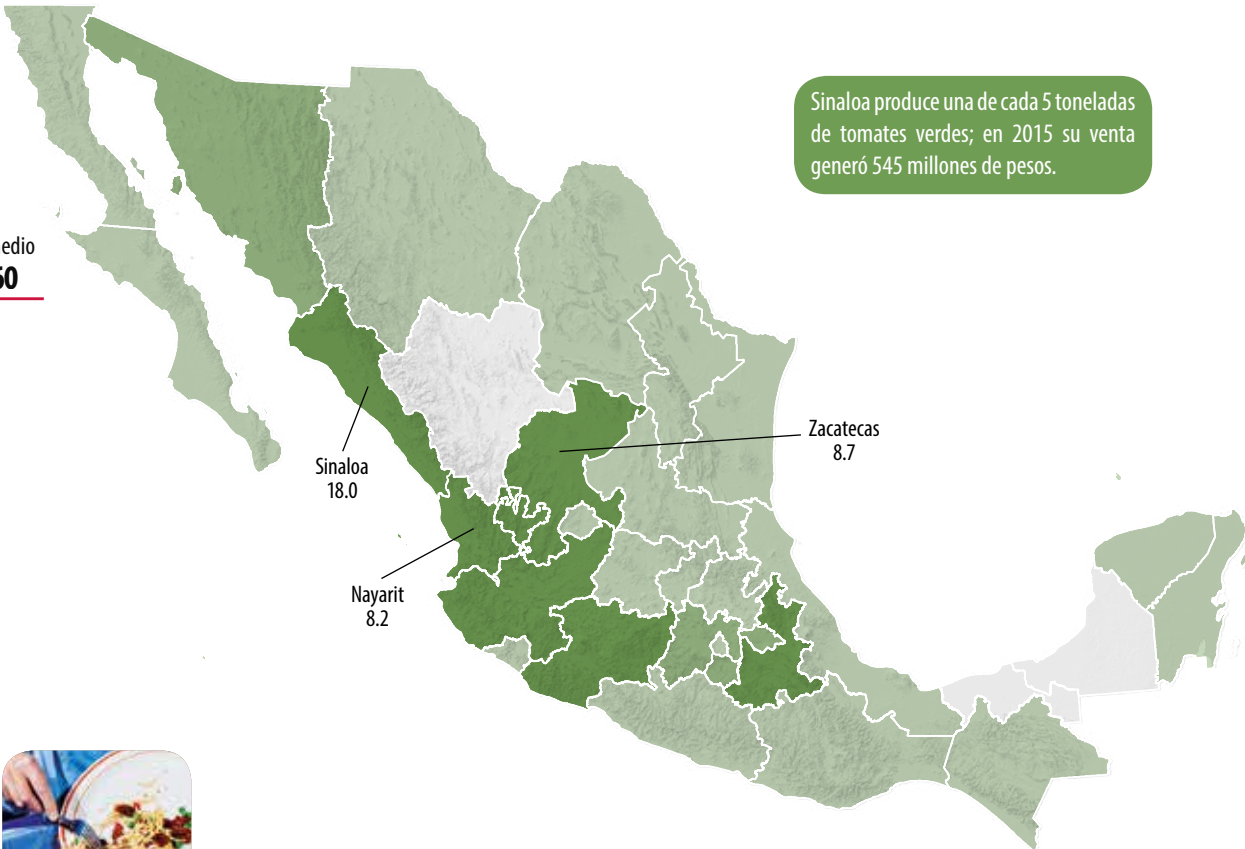 Sinaloa produce una de cada 5 toneladas
de tomates verdes; en 2015 su venta
generó 545 millones de pesos.
Zacatecas
8.7
Sinaloa
18.0
Nayarit
8.2